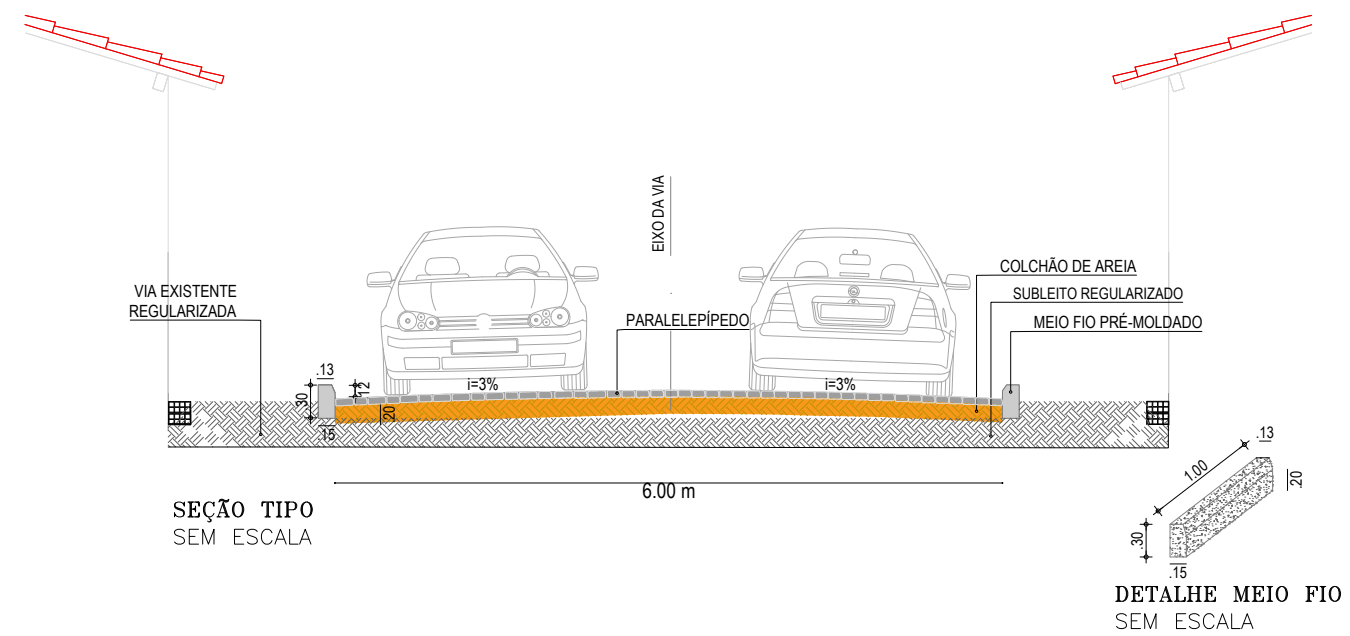 EIXO DA VIA
COLCHÃO DE AREIA
VIA EXISTENTE
REGULARIZADA
SUBLEITO REGULARIZADO
PARALELEPÍPEDO
MEIO FIO PRÉ-MOLDADO
.13
i=3%
i=3%
.12
.30
.20
.15
6.00 m
SEÇÃO TIPO
SEM ESCALA
.13
1.00
.20
.30
.15
DETALHE MEIO FIO
SEM ESCALA